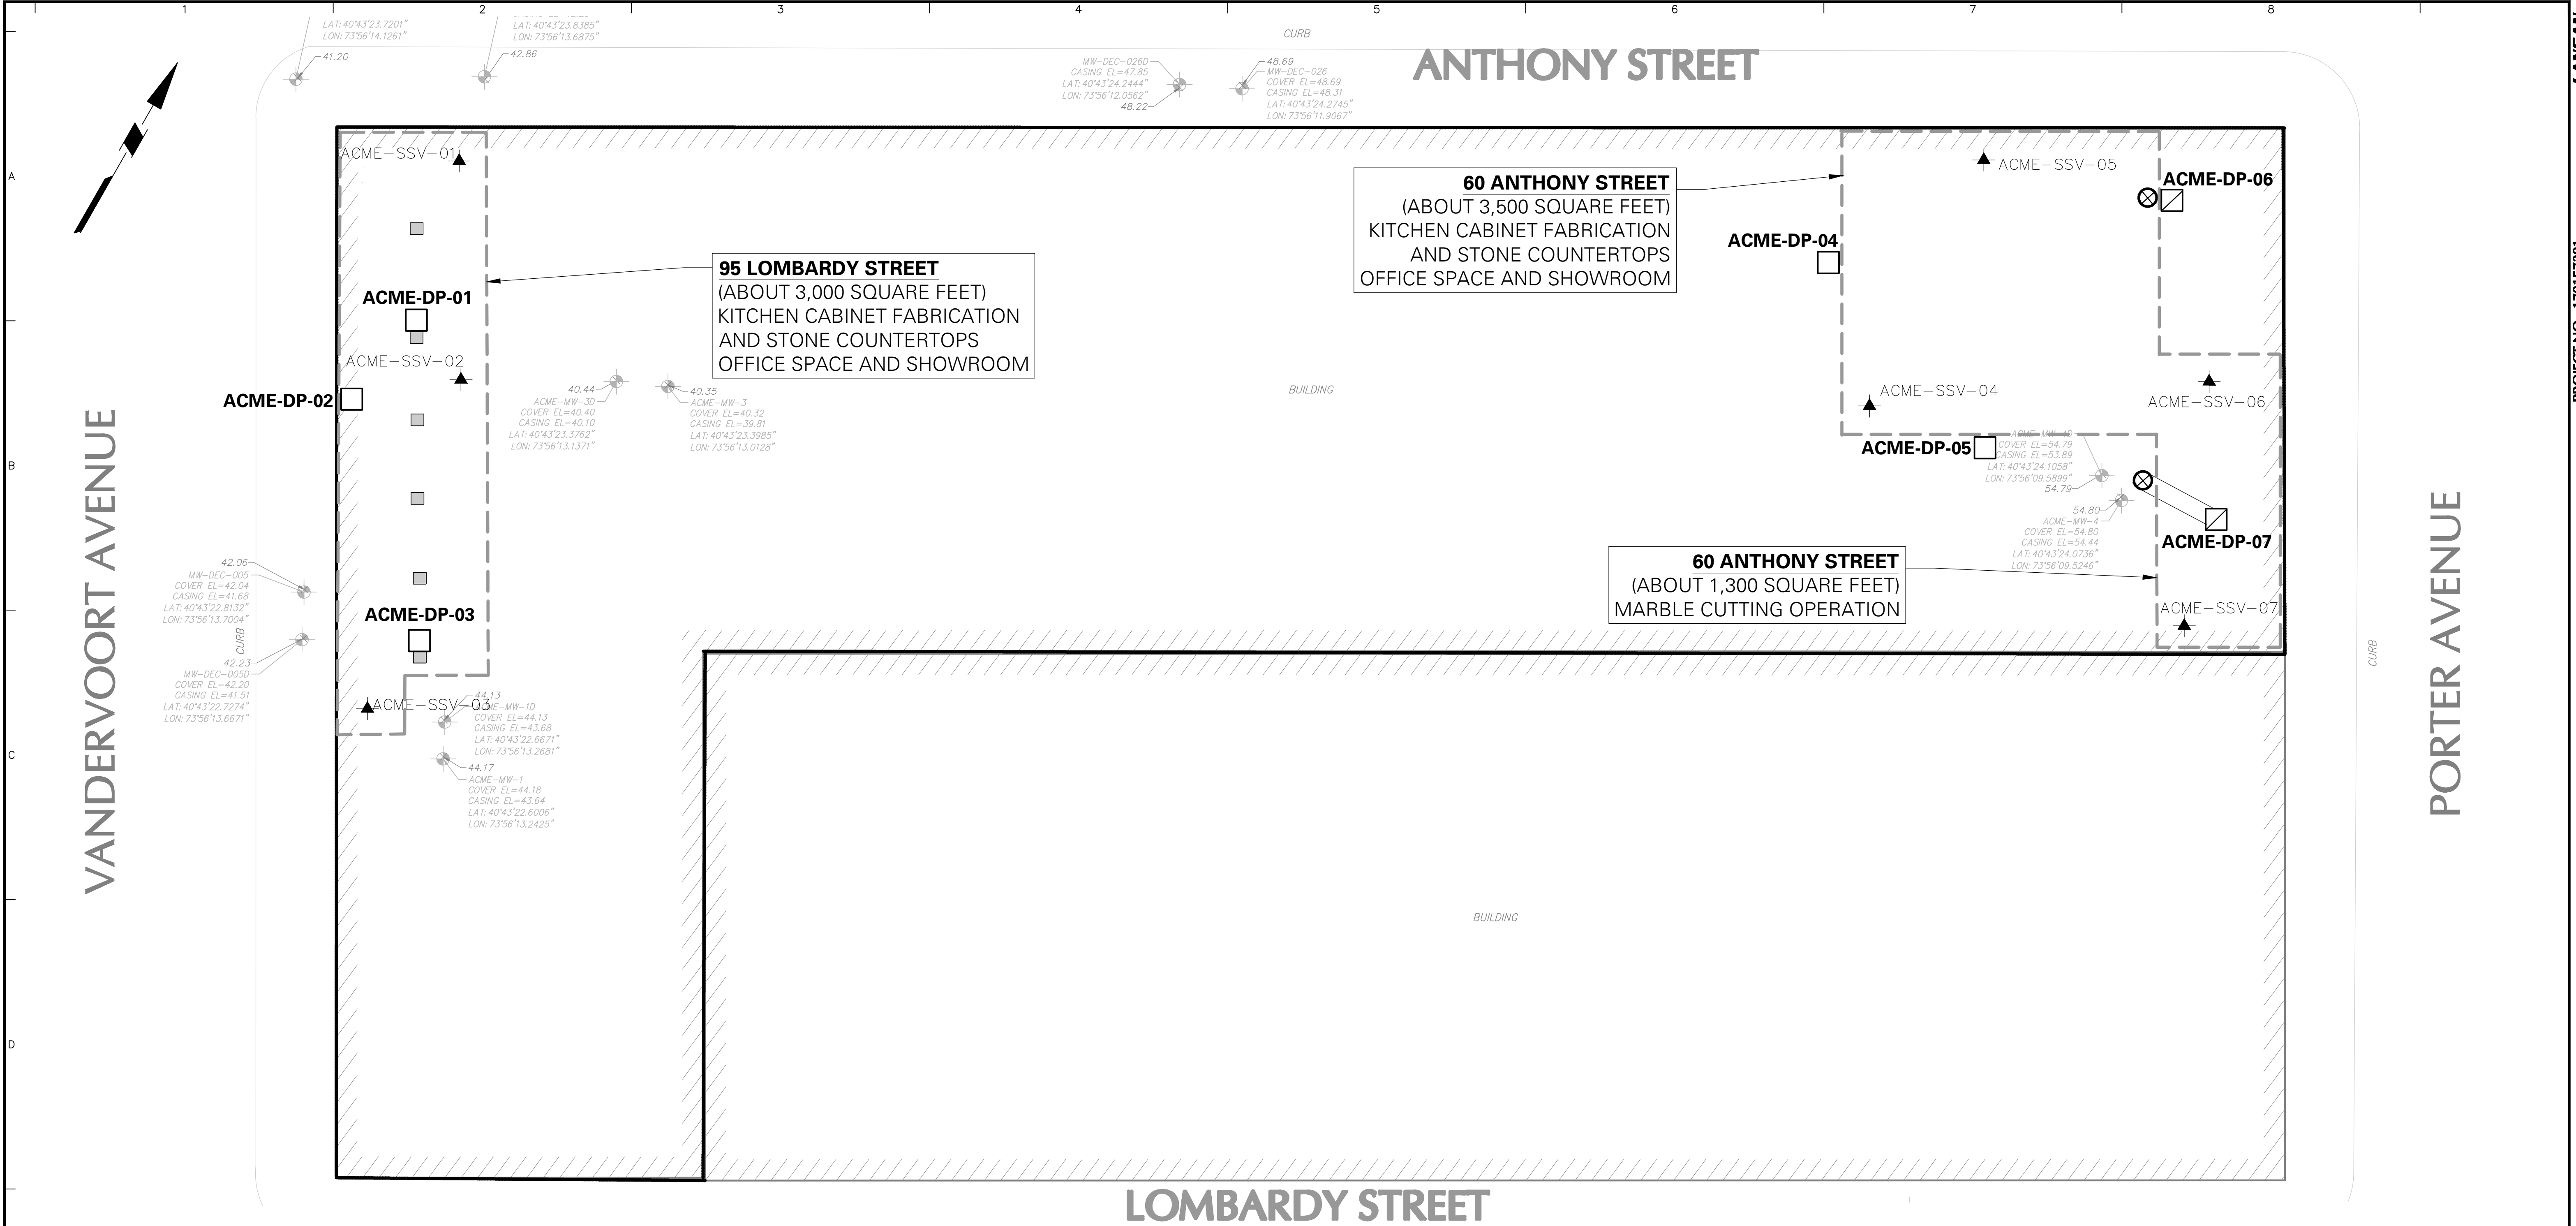 1 2 3 4 5 6 7 8
A
B
C
D
LAT: 40°43'23.7201"
LON: 73°56'14.1261"
41.20
LAT: 40°43'23.8385"
LON: 73°56'13.6875"
42.86
CURB
ANTHONY STREET
MW-DEC-026D
CASING EL=47.85
LAT: 40°43'24.2444"
LON: 73°56'12.0562"
48.22
48.69
MW-DEC-026
COVER EL=48.69
CASING EL=48.31
LAT: 40°43'24.2745"
LON: 73°56'11.9067"
ACME-SSV-01
ACME-DP-01
ACME-SSV-02
ACME-DP-02
ACME-DP-03
ACME-SSV-03
95 LOMBARDY STREET
(ABOUT 3,000 SQUARE FEET)
KITCHEN CABINET FABRICATION
AND STONE COUNTERTOPS
OFFICE SPACE AND SHOWROOM
40.44
ACME-MW-3D
COVER EL=40.40
CASING EL=40.10
LAT: 40°43'23.3762"
LON: 73°56'13.1371"
40.35
ACME-MW-3
COVER EL=40.32
CASING EL=39.81
LAT: 40°43'23.3985"
LON: 73°56'13.0128"
BUILDING
60 ANTHONY STREET
(ABOUT 3,500 SQUARE FEET)
KITCHEN CABINET FABRICATION
AND STONE COUNTERTOPS
OFFICE SPACE AND SHOWROOM
ACME-SSV-05
ACME-DP-06
ACME-DP-04
ACME-SSV-04
ACME-SSV-06
ACME-DP-05
ACME-MW-4D
COVER EL=54.79
CASING EL=53.89
LAT: 40°43'24.1058"
LON: 73°56'09.5899"
54.79
54.80
ACME-MW-4
COVER EL=54.80
CASING EL=54.44
LAT: 40°43'24.0736"
LON: 73°56'09.5246"
ACME-DP-07
60 ANTHONY STREET
(ABOUT 1,300 SQUARE FEET)
MARBLE CUTTING OPERATION
ACME-SSV-07
VANDERVOORT AVENUE
42.06
MW-DEC-005
COVER EL=42.04
CASING EL=41.68
LAT: 40°43'22.8132"
LON: 73°56'13.7004"
CURB
42.23
MW-DEC-005D
COVER EL=42.20
CASING EL=41.51
LAT: 40°43'22.7274"
LON: 73°56'13.6671"
44.13
ACME-MW-1D
COVER EL=44.13
CASING EL=43.68
LAT: 40°43'22.6671"
LON: 73°56'13.2681"
44.17
ACME-MW-1
COVER EL=44.18
CASING EL=43.64
LAT: 40°43'22.6006"
LON: 73°56'13.2425"
BUILDING
PORTER AVENUE
CURB
LOMBARDY STREET